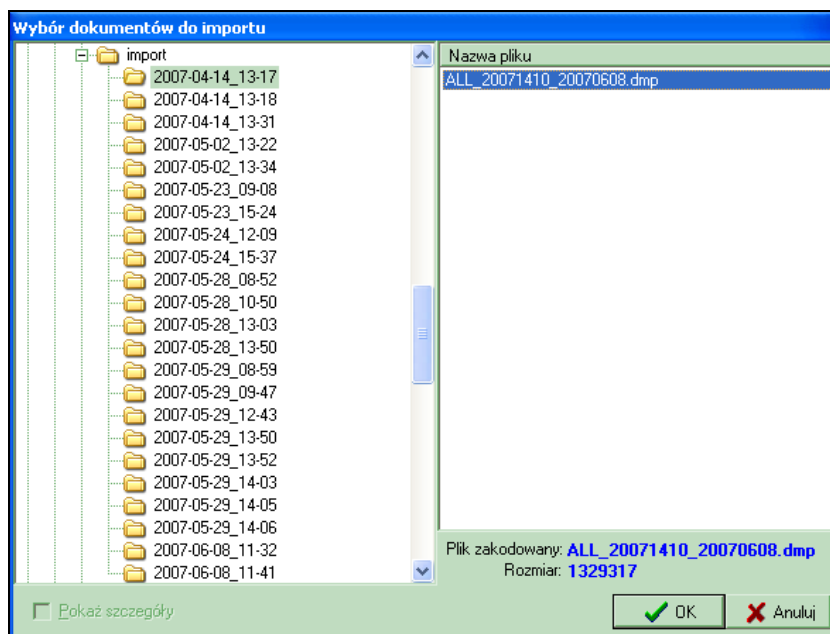 Wybór dokumentów do importu
import
2007-04-14_13-17
2007-04-14_13-18
2007-04-14_13-31
2007-05-02_13-22
2007-05-02_13-34
2007-05-23_09-08
2007-05-23_15-24
2007-05-24_12-09
2007-05-24_15-37
2007-05-28_08-52
2007-05-28_10-50
2007-05-28_13-03
2007-05-28_13-50
2007-05-29_08-59
2007-05-29_09-47
2007-05-29_12-43
2007-05-29_13-50
2007-05-29_13-52
2007-05-29_14-03
2007-05-29_14-05
2007-05-29_14-06
2007-06-08_11-32
2007-06-08_11-41
Nazwa pliku
ALL_20071410_20070608.dmp
Plik zakodowany: ALL_20071410_20070608.dmp
Rozmiar: 1329317
Pokaż szczegóły
OK
Anuluj